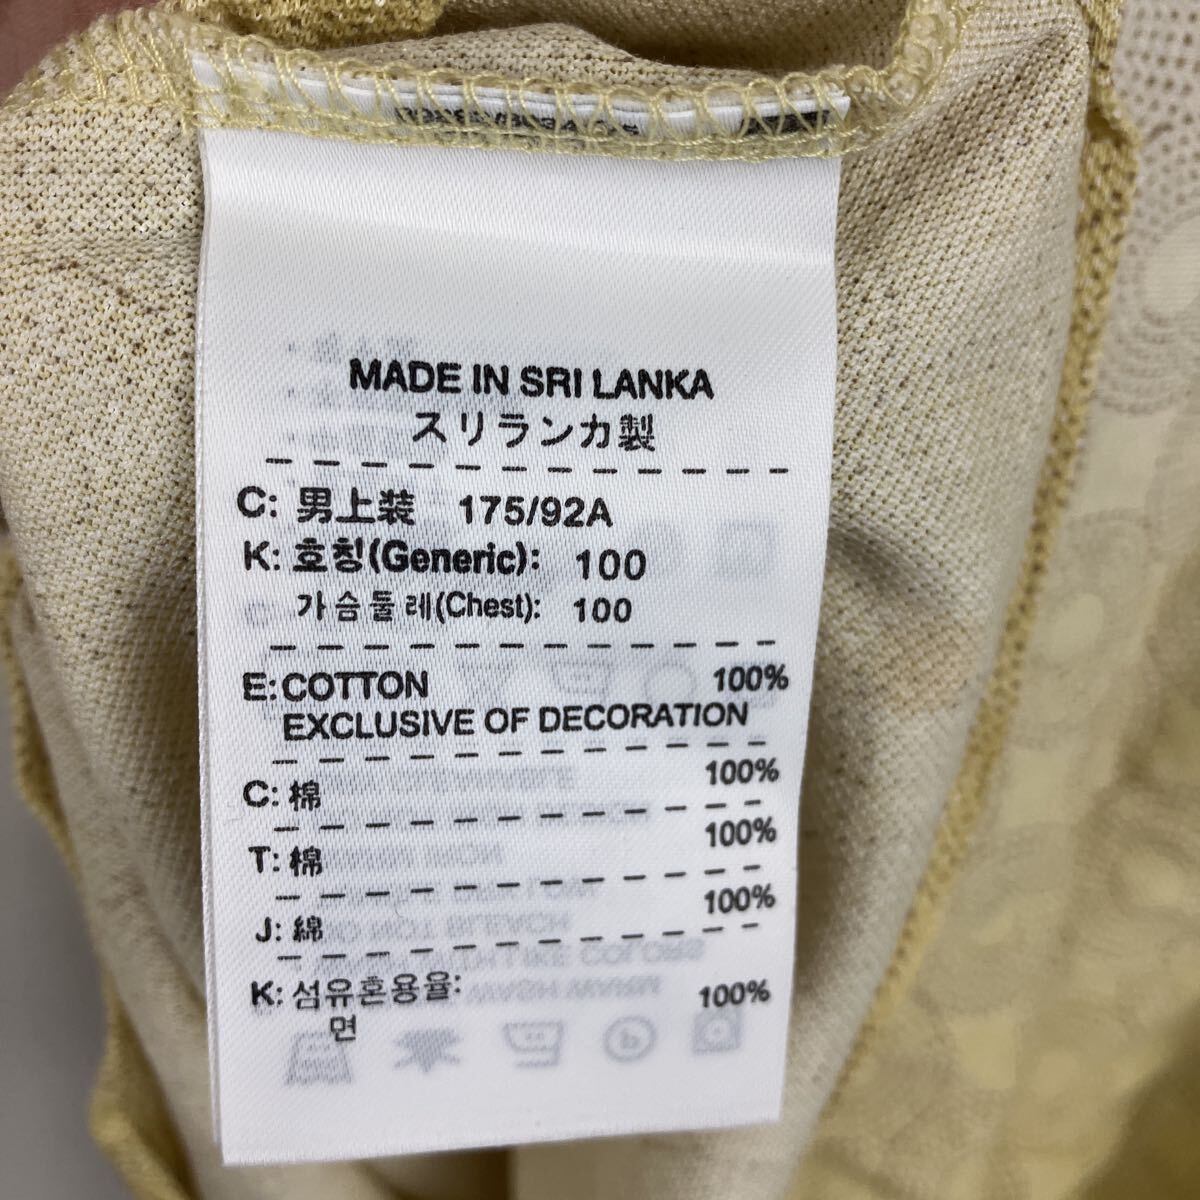 MADE IN SRI LANKA
スリランカ製
C: 男上装 175/92A
K: 호칭(Generic): 100
가슴둘레(Chest): 100
E: COTTON 100%
EXCLUSIVE OF DECORATION
C: 棉 100%
T: 棉 100%
J: 綿 100%
K: 섬유혼용율: 100%
면